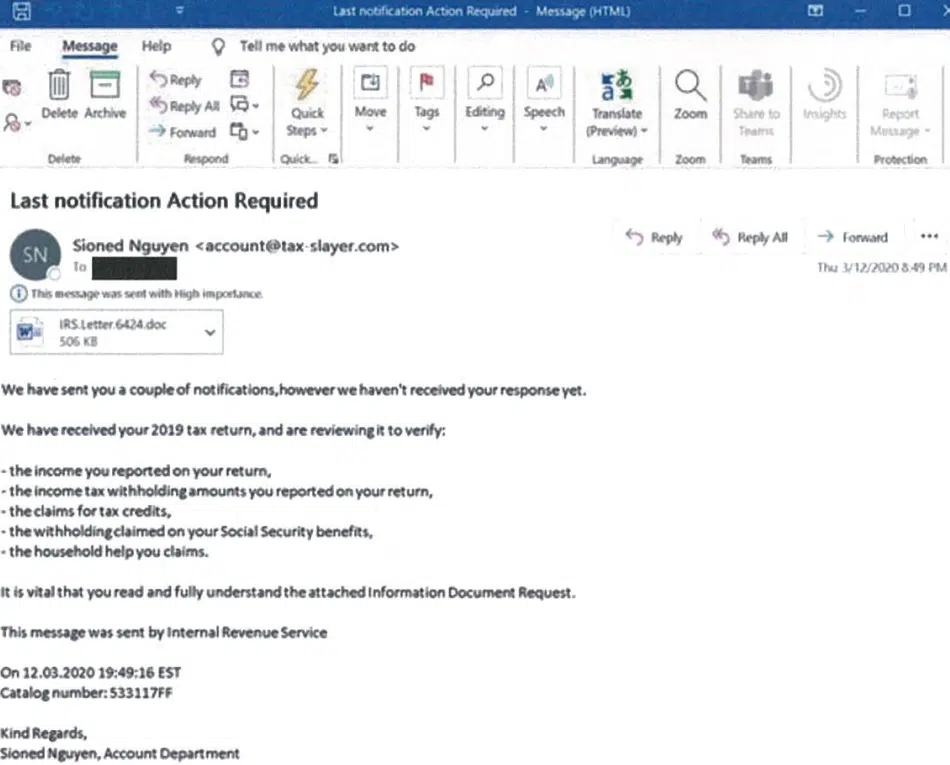 Last notification Action Required - Message (HTML)
File Message Help Tell me what you want to do
Delete Archive
Reply
Reply All
Forward
Quick Steps
Move
Tags
Editing
Speech
Translate (Preview)
Zoom
Share to Teams
Insights
Report Message
Delete Respond Quick... Language Zoom Teams Protection
Last notification Action Required
SN
Sioned Nguyen <account@tax-slayer.com>
To
Reply Reply All Forward
Thu 3/12/2020 8:49 PM
This message was sent with High importance.
IRS.Letter.6424.doc
506 KB
We have sent you a couple of notifications,however we haven't received your response yet.
We have received your 2019 tax return, and are reviewing it to verify:
- the income you reported on your return,
- the income tax withholding amounts you reported on your return,
- the claims for tax credits,
- the withholding claimed on your Social Security benefits,
- the household help you claims.
It is vital that you read and fully understand the attached Information Document Request.
This message was sent by Internal Revenue Service
On 12.03.2020 19:49:16 EST
Catalog number: 533117FF
Kind Regards,
Sioned Nguyen, Account Department